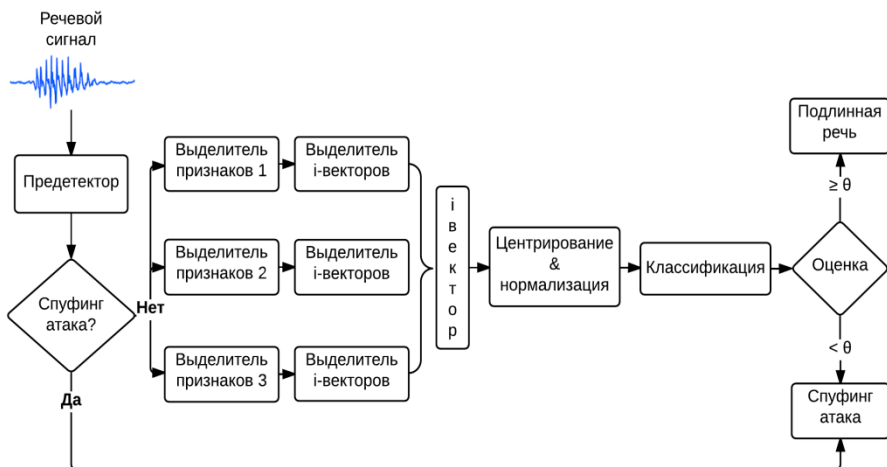 Речевой
сигнал
Предетектор
Спуфинг
атака?
Нет
Да
Выделитель
признаков 1
Выделитель
i-векторов
Выделитель
признаков 2
Выделитель
i-векторов
Выделитель
признаков 3
Выделитель
i-векторов
i
в
е
к
т
о
р
Центрирование
&
нормализация
Классификация
Оценка
≥ θ
Подлинная
речь
< θ
Спуфинг
атака